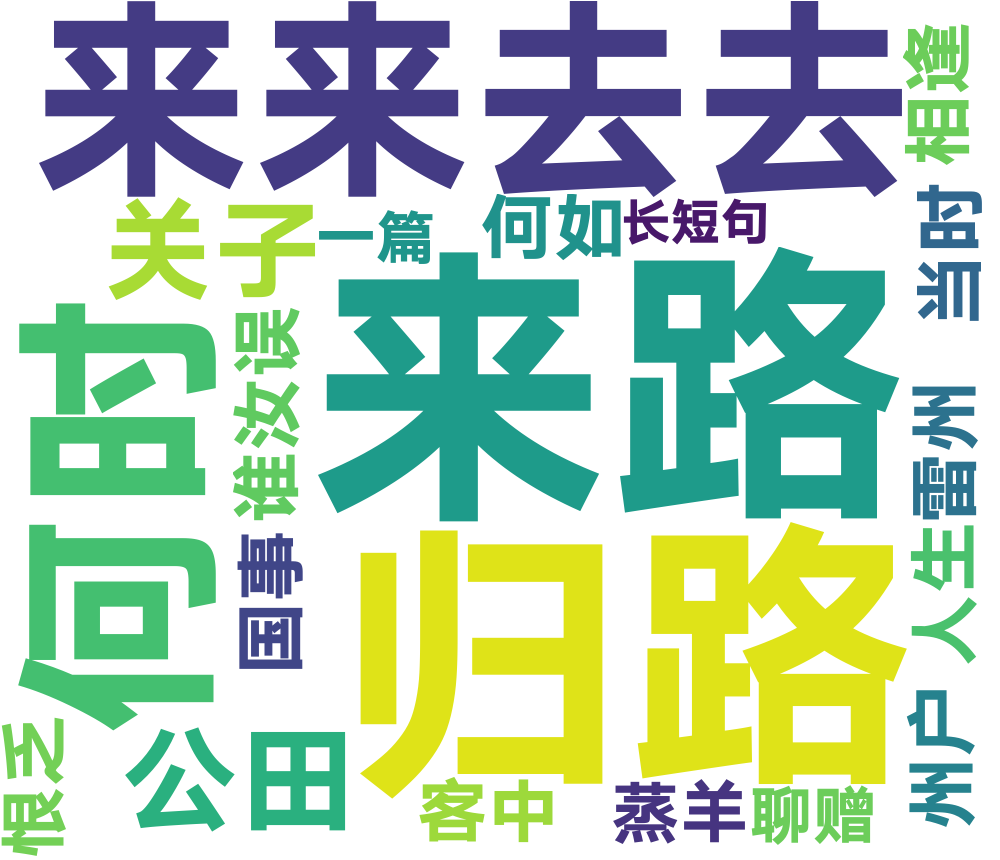 来来去去
相逢
关子
一篇
何如
长短句
当时
何时
谁汝误
来路
雷州
人生
国事
归路
州户
恨乏
公田
客中
蒸羊
聊赠